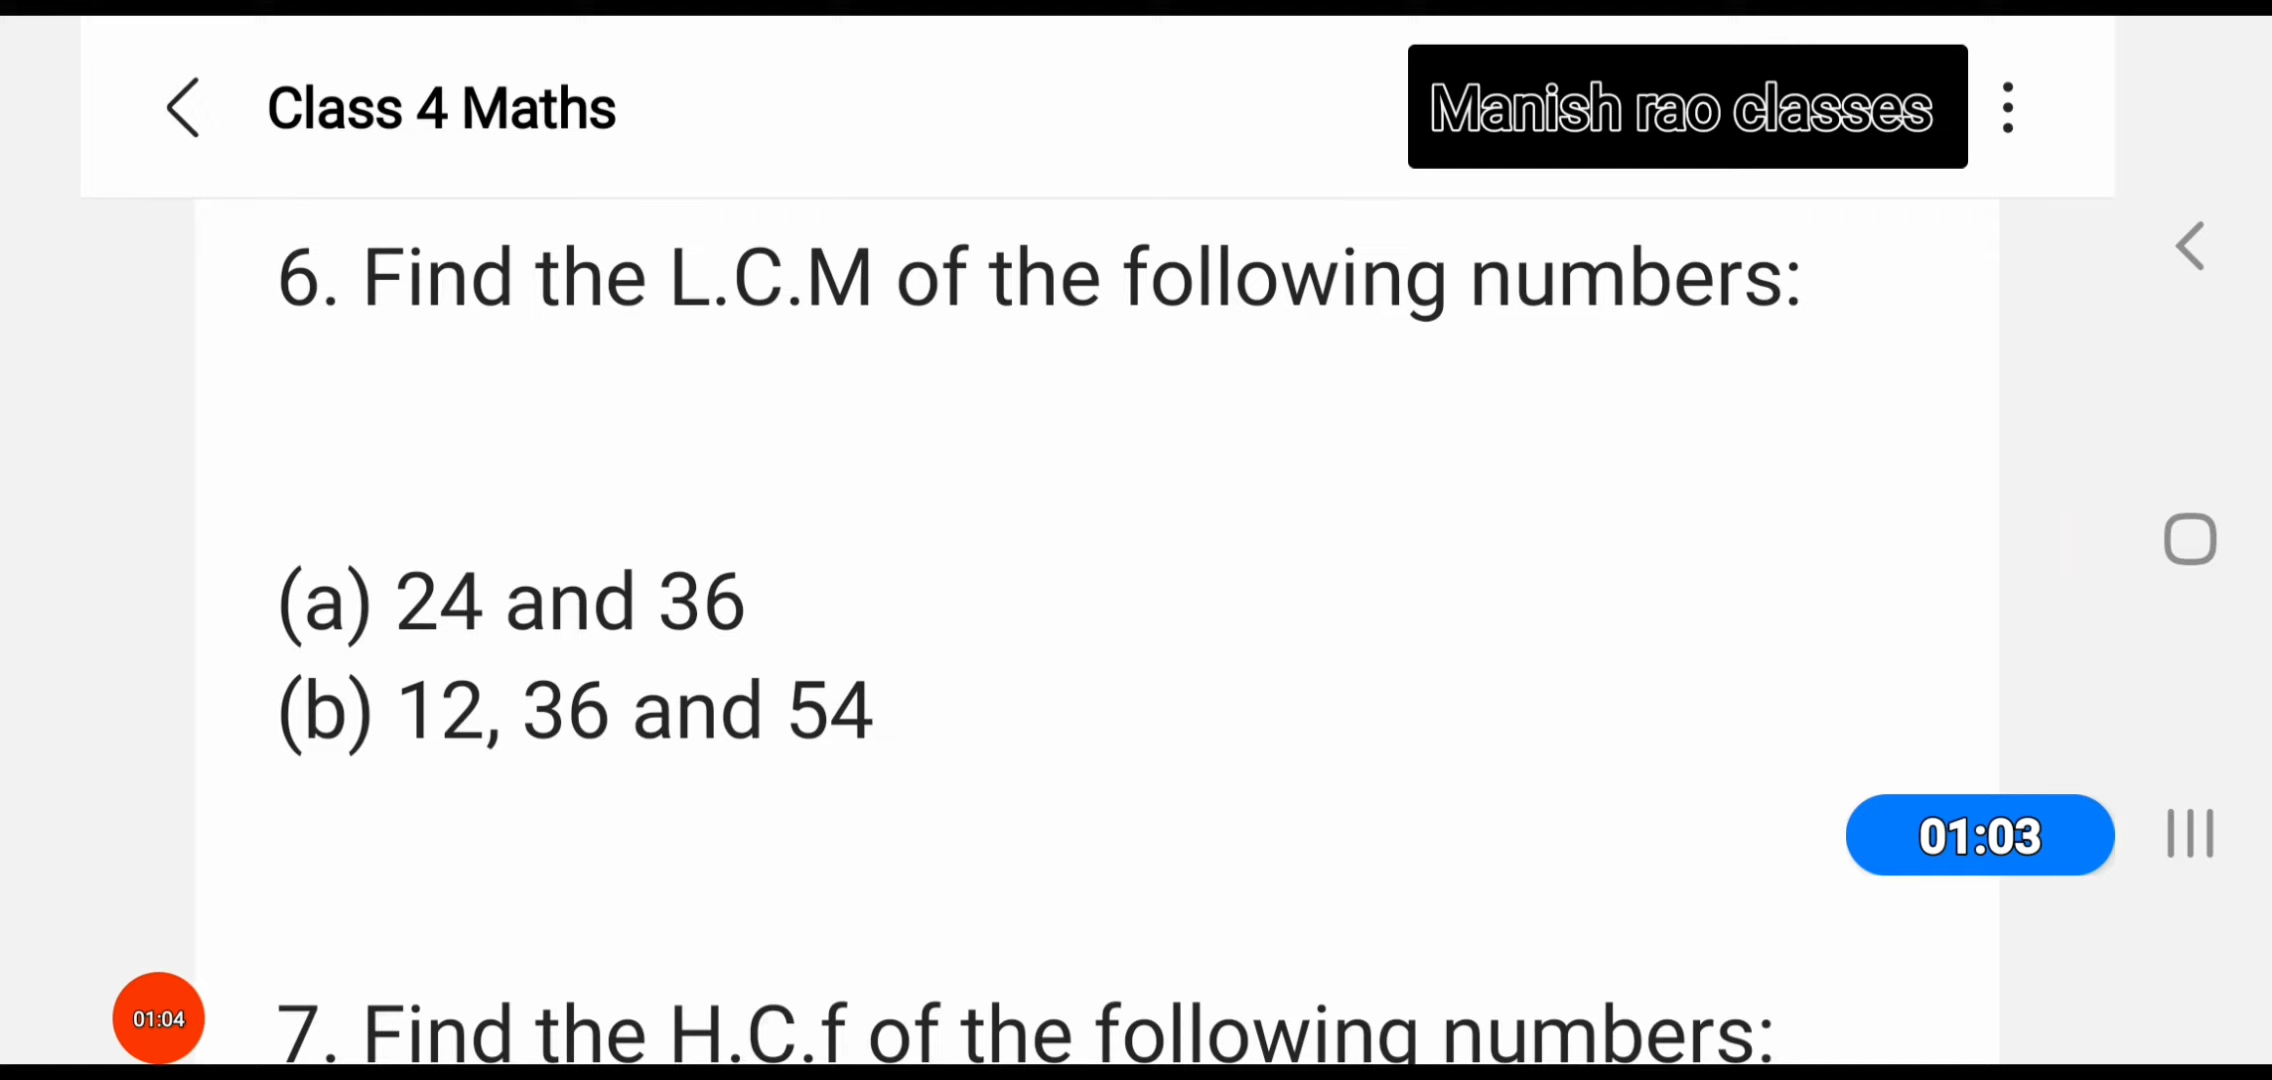 Class 4 Maths
Manish rao classes
6. Find the L.C.M of the following numbers:
(a) 24 and 36
(b) 12, 36 and 54
01:03
01:04
7. Find the H.C.f of the following numbers: